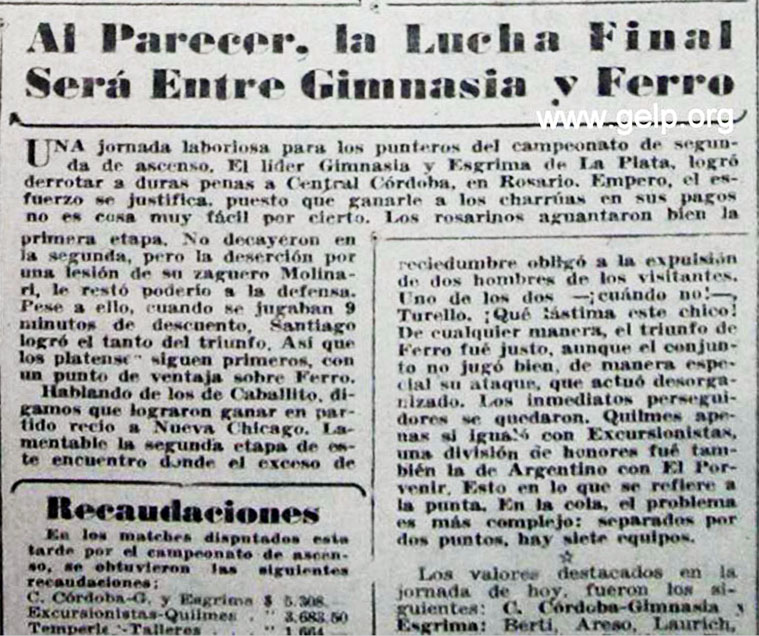 Al Parecer, la Lucha Final
Será Entre Gimnasia y Ferro
www.gelp.org
UNA jornada laboriosa para los punteros del campeonato de segun-
da de ascenso. El líder Gimnasia y Esgrima de La Plata, logró
derrotar a duras penas a Central Córdoba, en Rosario. Empero, el es-
fuerzo se justifica, puesto que ganarle a los charrúas en sus pagos
no es cosa muy fácil por cierto. Los rosarinos aguantaron bien la
primera etapa. No decayeron en
la segunda, pero la deserción por
una lesión de su zaguero Molina-
ri, le restó poderío a la defensa.
Pese a ello, cuando se jugaban 9
minutos de descuento, Santiago
logró el tanto del triunfo. Así que
los platense siguen primeros, con
un punto de ventaja sobre Ferro.
Hablando de los de Caballito, di-
gamos que lograron ganar en par-
tido recio a Nueva Chicago. La-
mentable la segunda etapa de es-
te encuentro donde el exceso de
reciedumbre obligó a la expulsión
de dos hombres de los visitantes.
Uno de los dos —¡cuándo no!—,
Turello. ¡Qué lástima este chico!
De cualquier manera, el triunfo de
Ferro fué justo, aunque el conjun-
to no jugó bien, de manera espe-
cial su ataque, que actuó desorga-
nizado. Los inmediatos persegui-
dores se quedaron. Quilmes ape-
nas si igualó con Excursionistas,
una división de honores fué tam-
bién la de Argentino con El Por-
venir. Esto en lo que se refiere a
la punta. En la cola, el problema
es más complejo: separados por
dos puntos, hay siete equipos.
Los valores destacados en la
jornada de hoy, fueron los si-
guientes: C. Córdoba-Gimnasia y
Esgrima: Berti, Areso, Laurich,
Recaudaciones
En los matches disputados esta
tarde por el campeonato de ascen-
so, se obtuvieron las siguientes
recaudaciones:
C. Córdoba-G. y Esgrima $ 5.308.
Excursionistas-Quilmes . " 3.683.50
Temperle -Talleres . . " 1.664